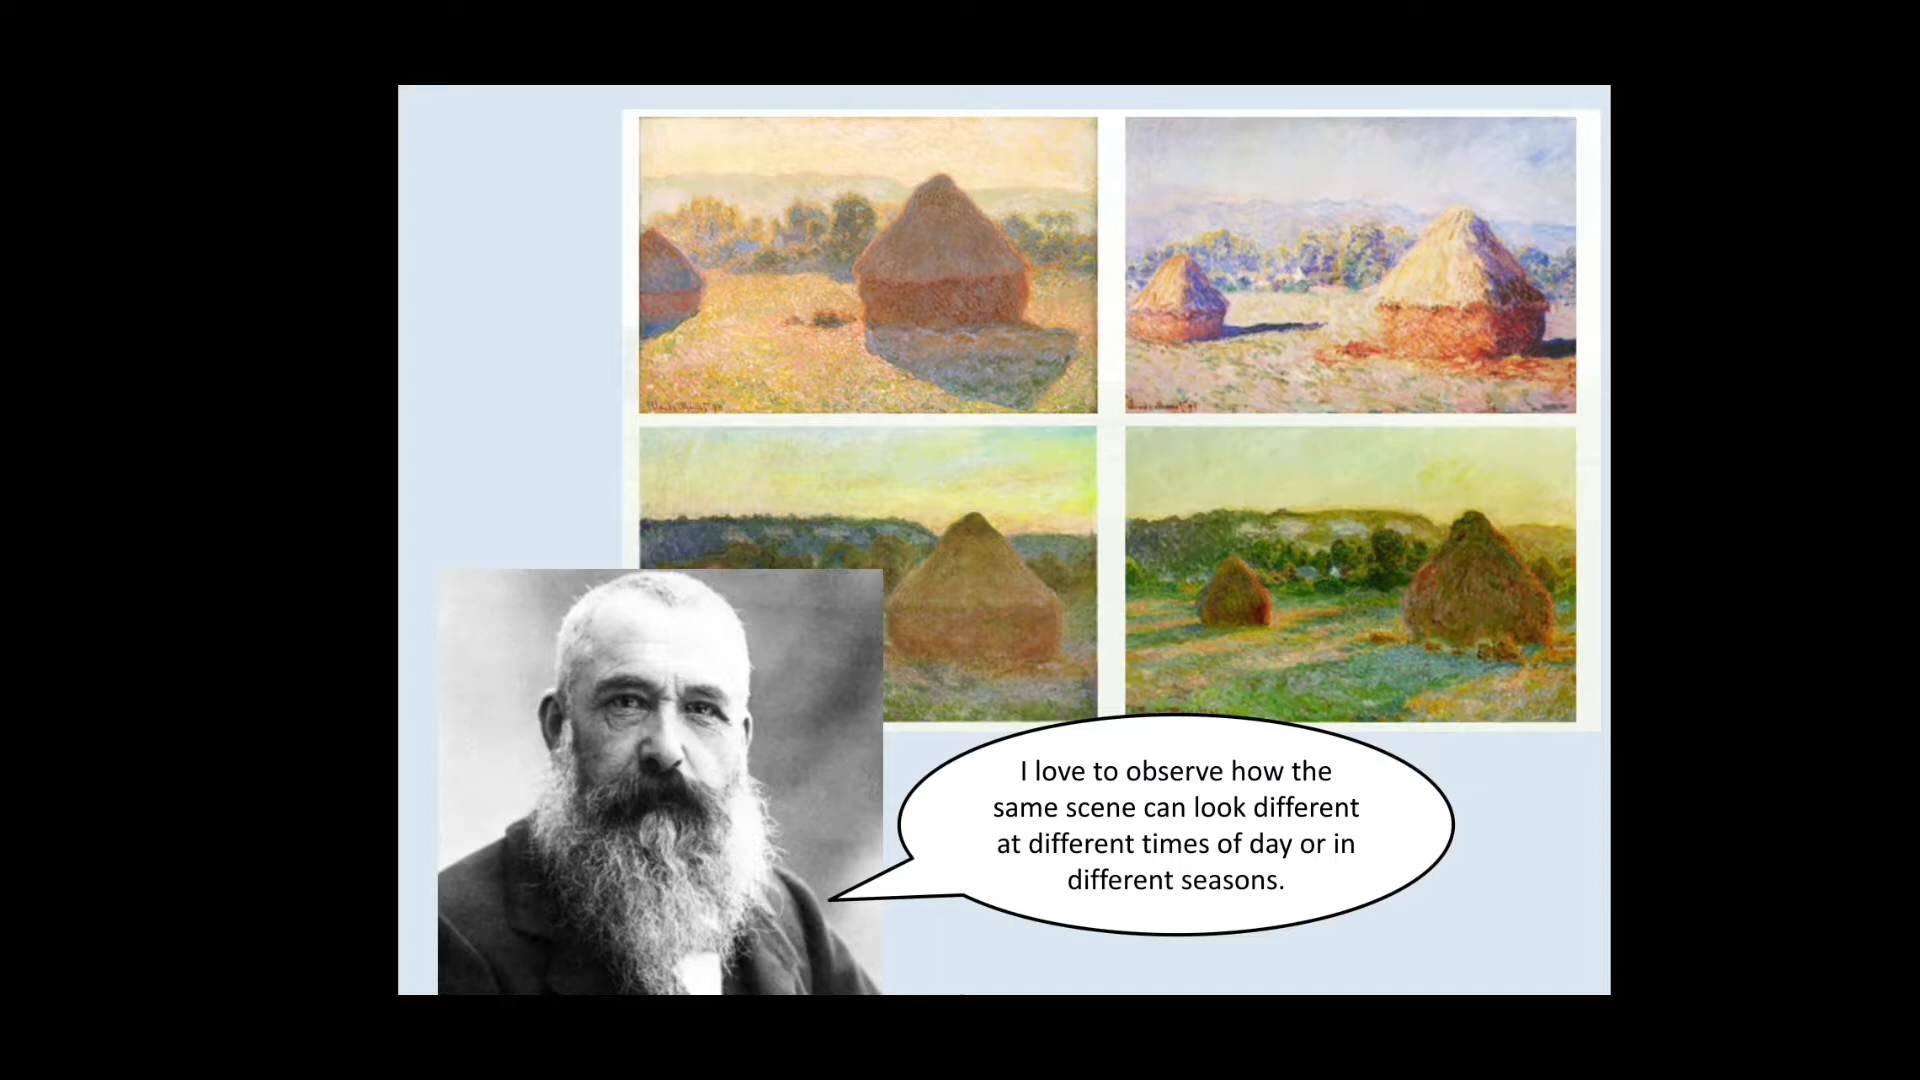 I love to observe how the
same scene can look different
at different times of day or in
different seasons.